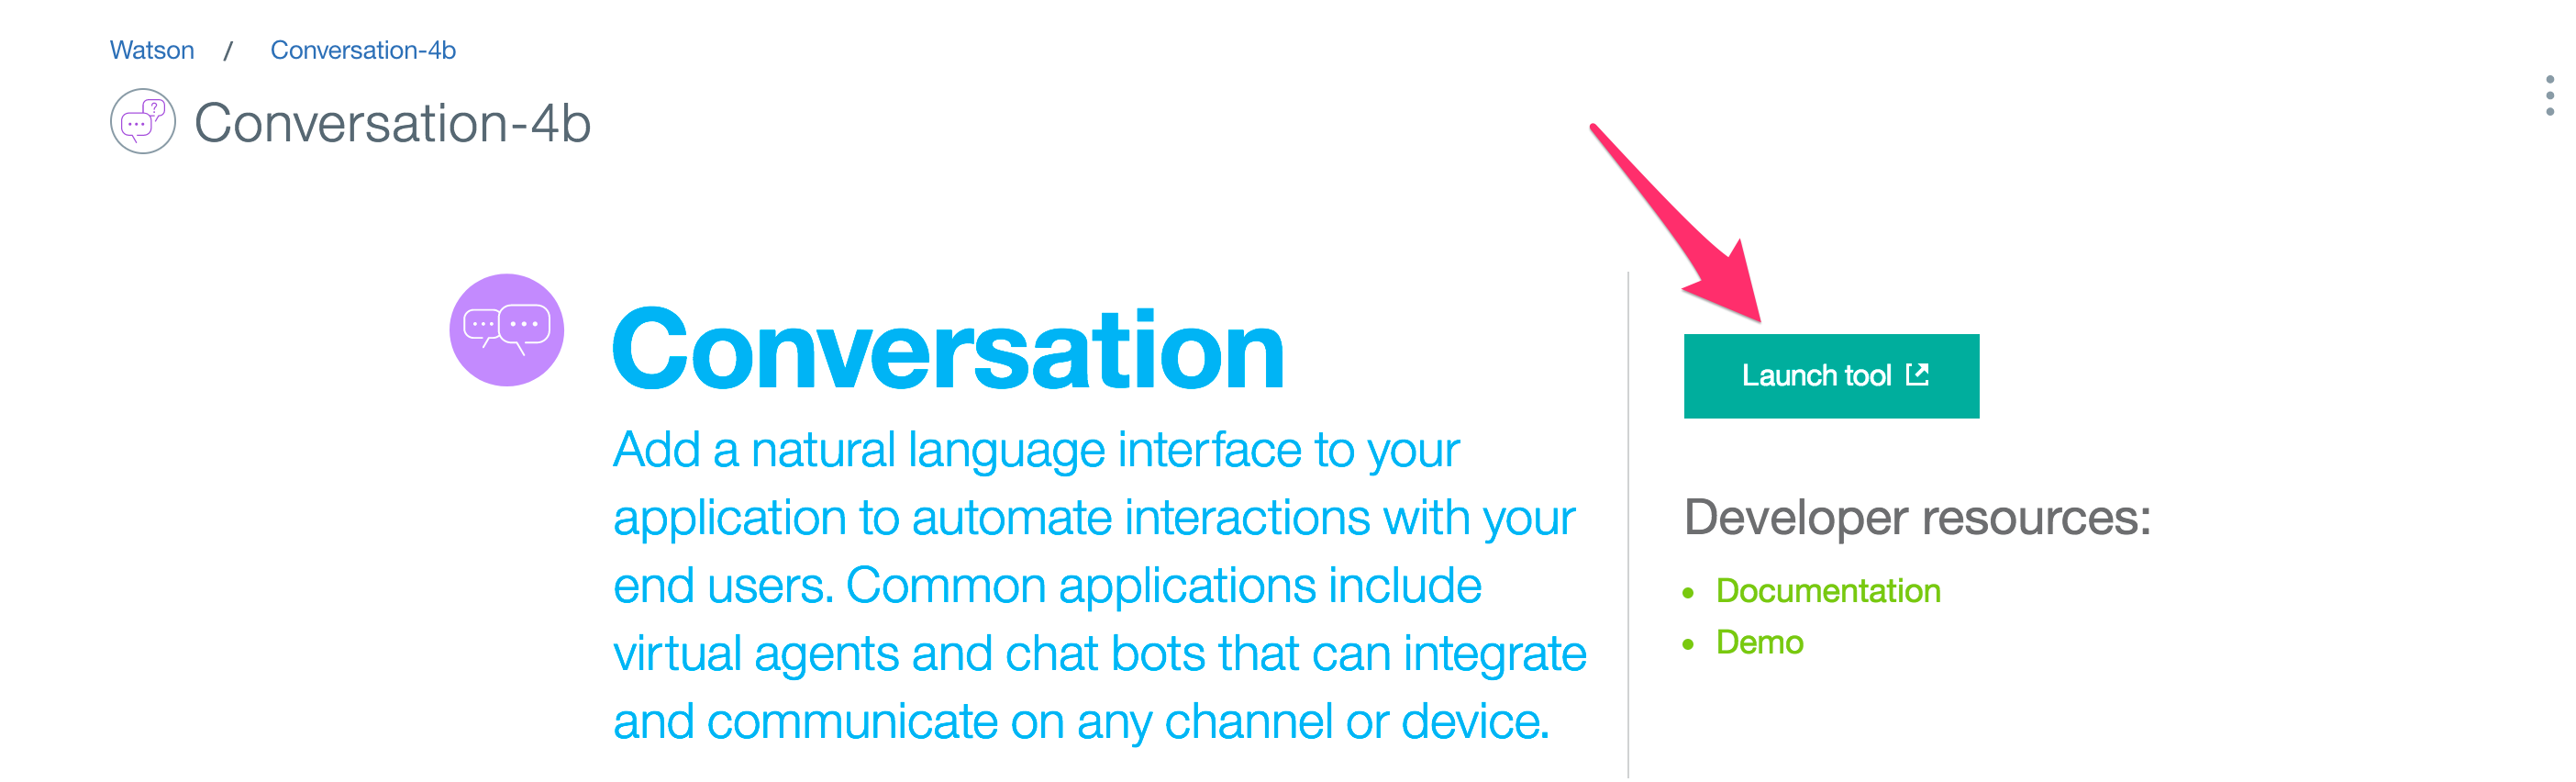 Watson / Conversation-4b
Conversation-4b
Conversation
Add a natural language interface to your
application to automate interactions with your
end users. Common applications include
virtual agents and chat bots that can integrate
and communicate on any channel or device.
Launch tool
Developer resources:
• Documentation
• Demo